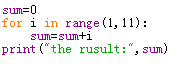 sum=0
for i in range(1,11):
    sum=sum+i
print("the rusult:",sum)